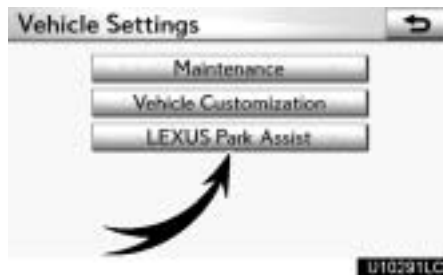 Vehicle Settings
Maintenance
Vehicle Customization
LEXUS Park Assist
U10291LC